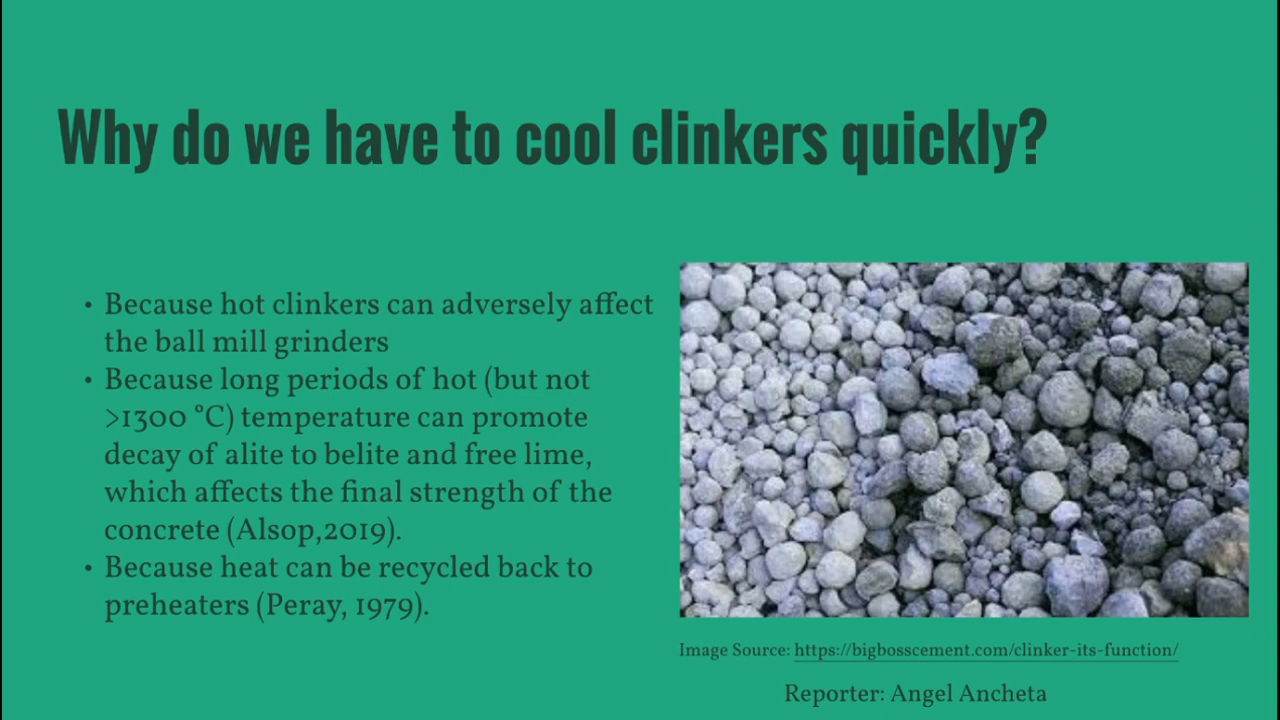 Why do we have to cool clinkers quickly?
• Because hot clinkers can adversely affect
the ball mill grinders
• Because long periods of hot (but not
>1300 °C) temperature can promote
decay of alite to belite and free lime,
which affects the final strength of the
concrete (Alsop,2019).
• Because heat can be recycled back to
preheaters (Peray, 1979).
Image Source: https://bigbosscement.com/clinker-its-function/
Reporter: Angel Ancheta